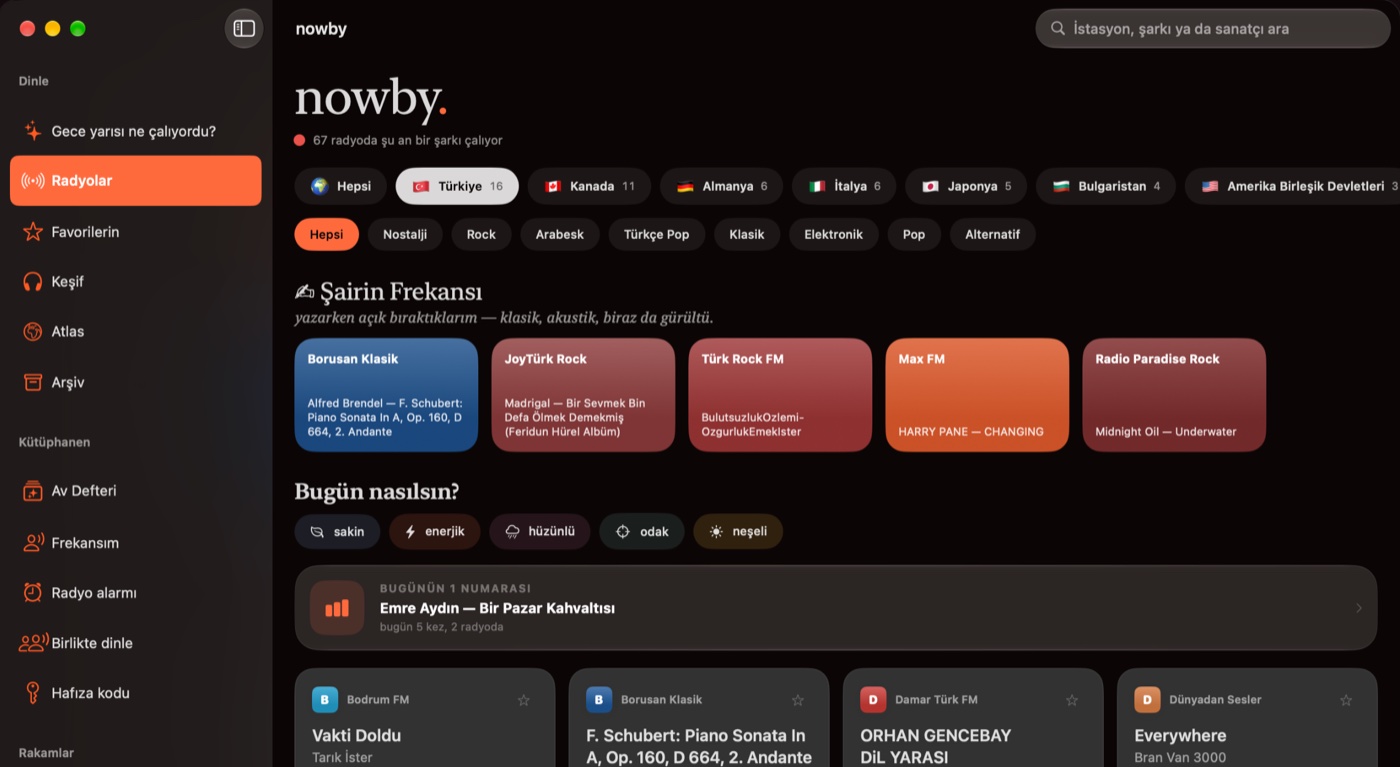 nowby
İstasyon, şarkı ya da sanatçı ara
Dinle
Gece yarısı ne çalıyordu?
Radyolar
Favorilerin
Keşif
Atlas
Arşiv
Kütüphanen
Av Defteri
Frekansım
Radyo alarmı
Birlikte dinle
Hafıza kodu
Rakamlar
nowby.
67 radyoda şu an bir şarkı çalıyor
Hepsi
Türkiye 16
Kanada 11
Almanya 6
İtalya 6
Japonya 5
Bulgaristan 4
Amerika Birleşik Devletleri 3
Hepsi
Nostalji
Rock
Arabesk
Türkçe Pop
Klasik
Elektronik
Pop
Alternatif
Şairin Frekansı
yazarken açık bıraktıklarım — klasik, akustik, biraz da gürültü.
Borusan Klasik
Alfred Brendel — F. Schubert:
Piano Sonata In A, Op. 160, D
664, 2. Andante
JoyTürk Rock
Madrigal — Bir Sevmek Bin
Defa Ölmek Demekmiş
(Feridun Hürel Albüm)
Türk Rock FM
BulutsuzlukOzlemi-
OzgurlukEmekIster
Max FM
HARRY PANE — CHANGING
Radio Paradise Rock
Midnight Oil — Underwater
Bugün nasılsın?
sakin
enerjik
hüzünlü
odak
neşeli
BUGÜNÜN 1 NUMARASI
Emre Aydın — Bir Pazar Kahvaltısı
bugün 5 kez, 2 radyoda
B Bodrum FM
Vakti Doldu
Tarık İster
B Borusan Klasik
F. Schubert: Piano Sonata In
A, Op. 160, D 664, 2. Andante
D Damar Türk FM
ORHAN GENCEBAY
DiL YARASI
D Dünyadan Sesler
Everywhere
Bran Van 3000